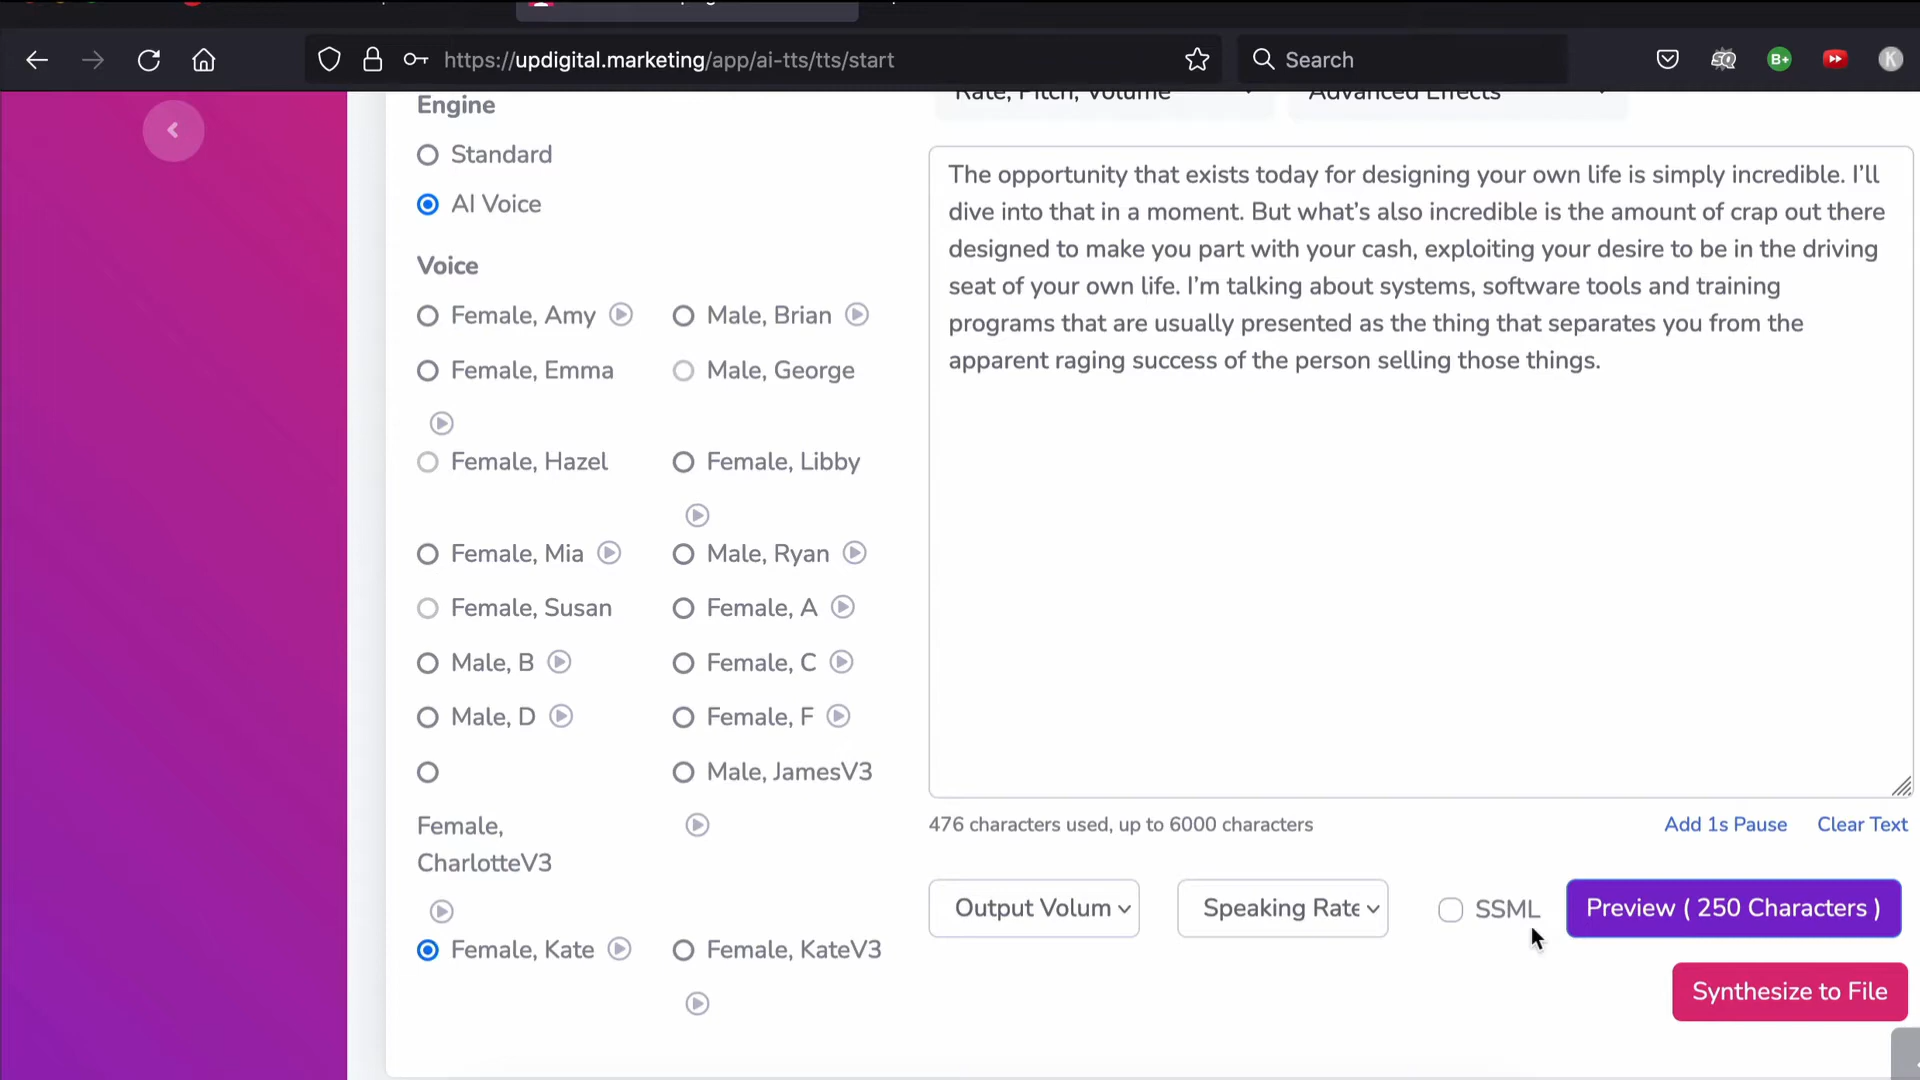 https://updigital.marketing/app/ai-tts/tts/start
Search
B+
K
Engine
Rate, Pitch, Volume
Advanced Effects
Standard
AI Voice
Voice
Female, Amy
Male, Brian
Female, Emma
Male, George
Female, Hazel
Female, Libby
Female, Mia
Male, Ryan
Female, Susan
Female, A
Male, B
Female, C
Male, D
Female, F
Male, JamesV3
Female,
CharlotteV3
Female, Kate
Female, KateV3
The opportunity that exists today for designing your own life is simply incredible. I’ll
dive into that in a moment. But what’s also incredible is the amount of crap out there
designed to make you part with your cash, exploiting your desire to be in the driving
seat of your own life. I’m talking about systems, software tools and training
programs that are usually presented as the thing that separates you from the
apparent raging success of the person selling those things.
476 characters used, up to 6000 characters
Add 1s Pause
Clear Text
Output Volum
Speaking Rate
SSML
Preview ( 250 Characters )
Synthesize to File